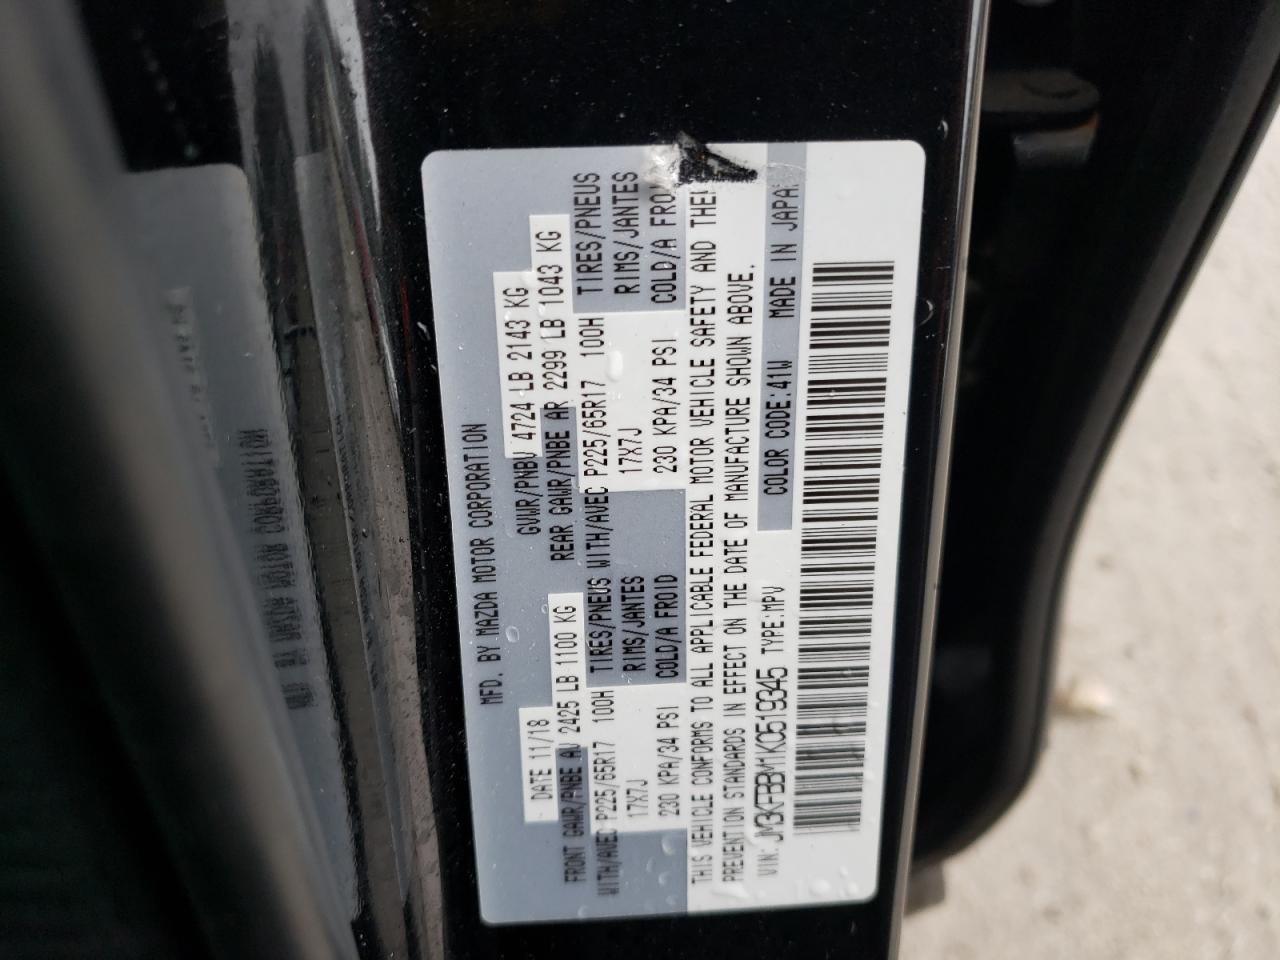 MFD. BY MAZDA MOTOR CORPORATION
DATE 11/18 GVWR/PNBV 4724 LB 2143 KG
FRONT GAWR/PNBE AV 2425 LB 1100 KG REAR GAWR/PNBE AR 2299 LB 1043 KG
WITH/AVEC P225/65R17 100H TIRES/PNEUS WITH/AVEC P225/65R17 100H TIRES/PNEUS
17X7J RIMS/JANTES 17X7J RIMS/JANTES
230 KPA/34 PSI COLD/A FROID 230 KPA/34 PSI COLD/A
THIS VEHICLE CONFORMS TO ALL APPLICABLE FEDERAL MOTOR VEHICLE SAFETY AND
PREVENTION STANDARDS IN EFFECT ON THE DATE OF MANUFACTURE SHOWN ABOVE.
VIN:JM3KFBBM1K0519345 TYPE:MPV COLOR CODE:41W MADE IN